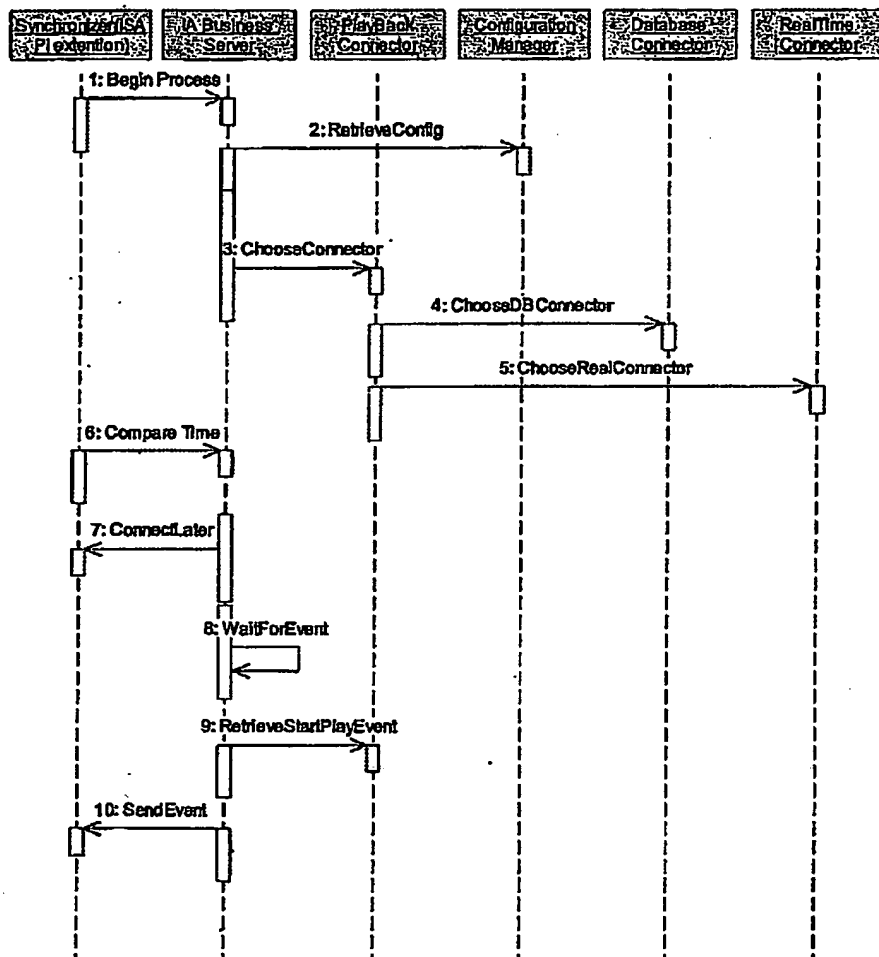 Synchronizer(ISA
PI extention)
IA Business
Server
PlayBack
Connector
Configuration
Manager
Database
Connector
RealTime
Connector
1: Begin Process
2: RetrieveConfig
3: ChooseConnector
4: ChooseDBConnector
5: ChooseRealConnector
6: Compare Time
7: ConnectLater
8: WaitForEvent
9: RetrieveStartPlayEvent
10: SendEvent